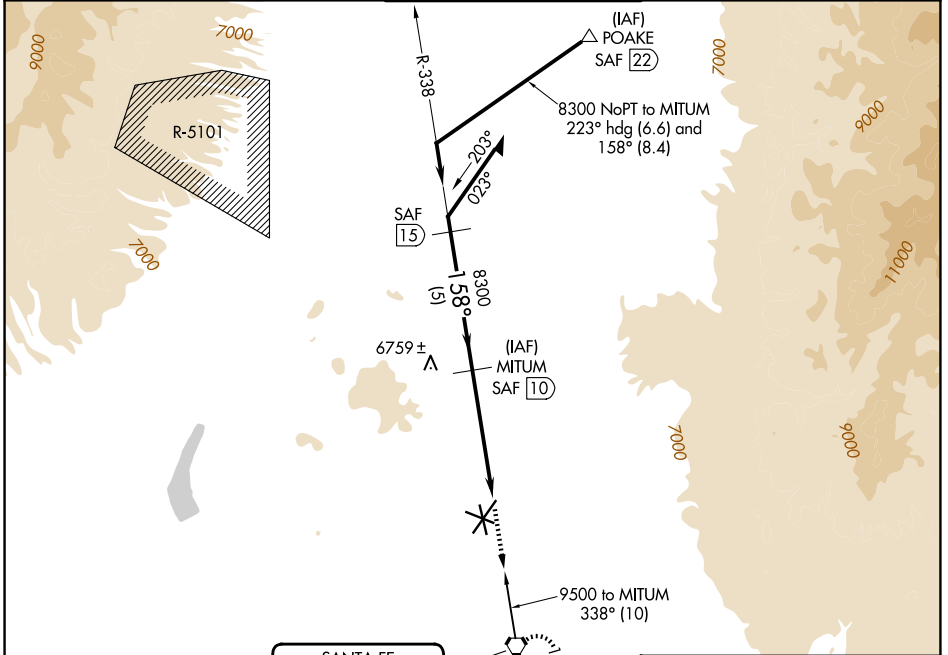 9000
7000
R-5101
7000
R-338
(IAF)
POAKE
SAF 22
8300 NoPT to MITUM
223° hdg (6.6) and
158° (8.4)
203°
023°
SAF
15
8300
158°
(5)
6759 ±
(IAF)
MITUM
SAF 10
7000
9000
11000
7000
9000
9500 to MITUM
338° (10)
SANTA FE